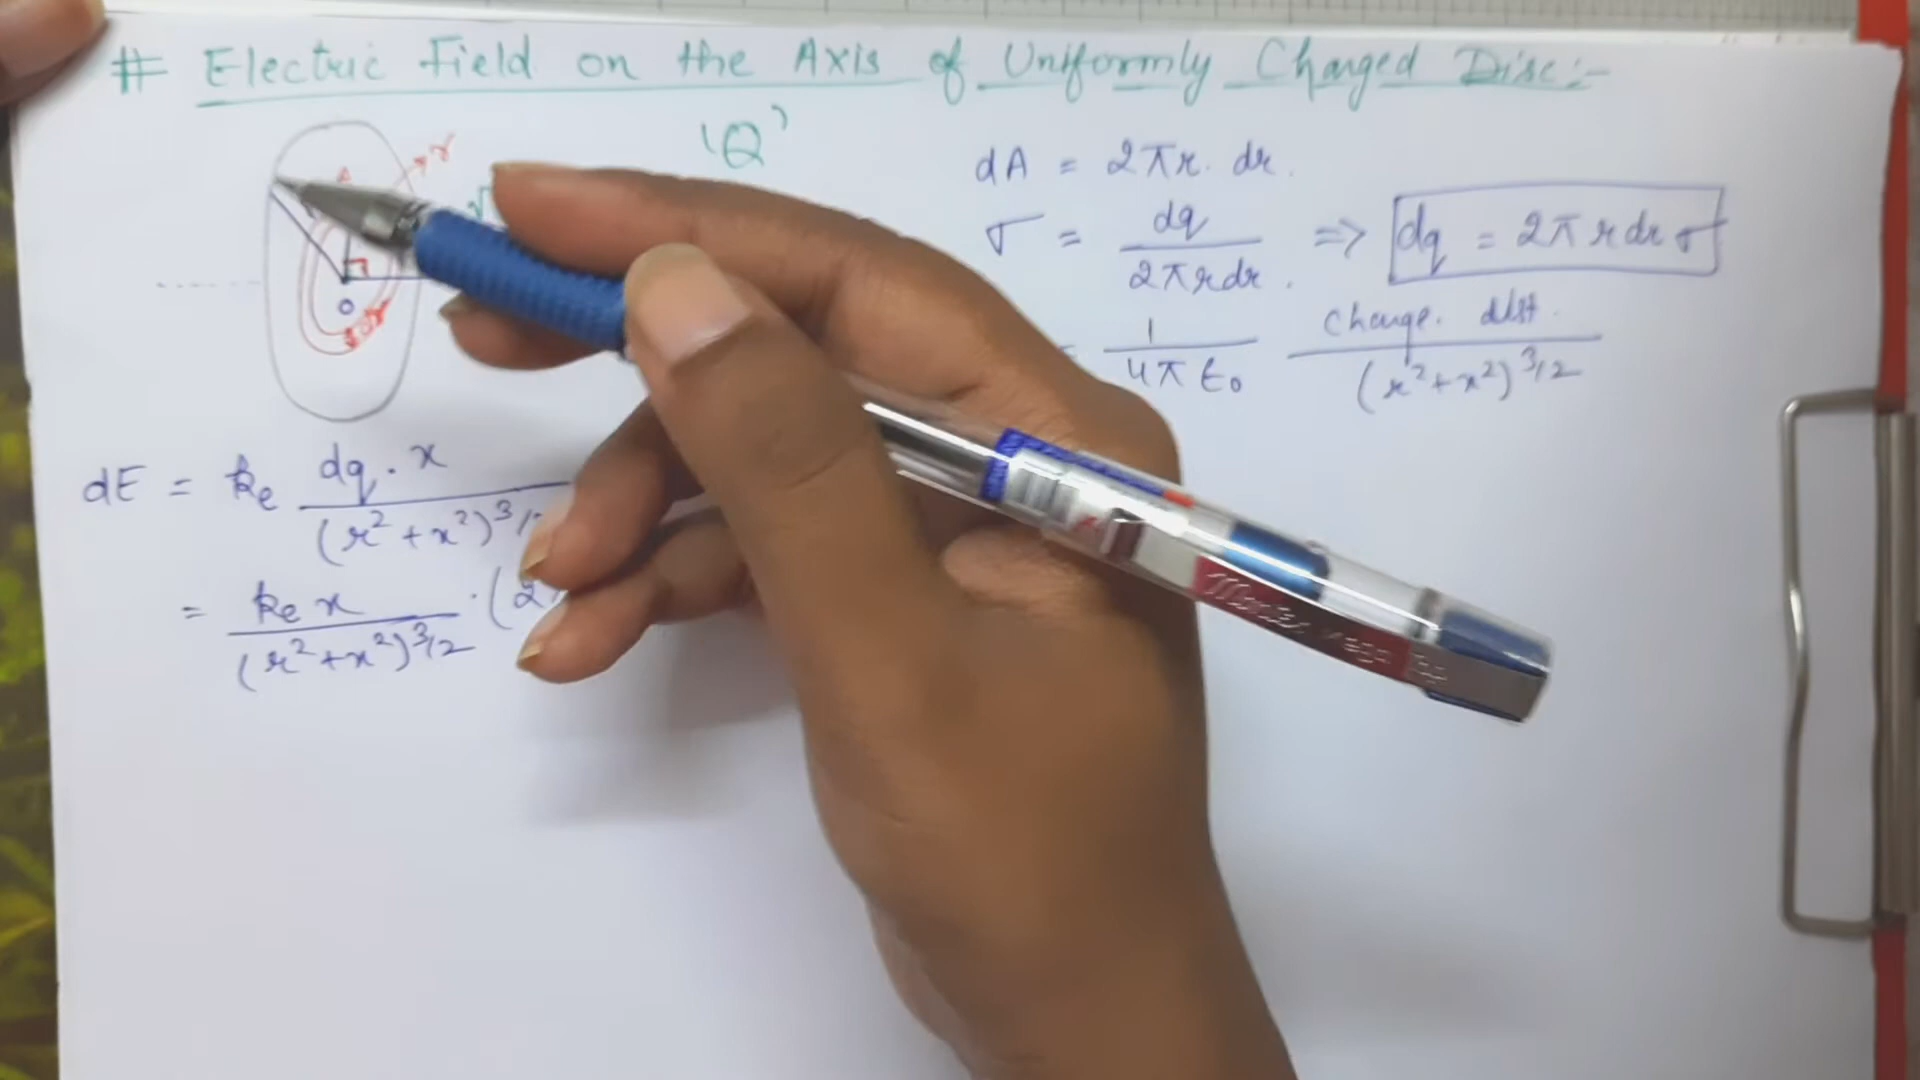 # Electric Field on the Axis of Uniformly Charged Disc :-
'Q'
r
O
dr
dA = 2πr. dr.
σ = dq / 2πrdr. ⇒ dq = 2πrdrσ
= 1 / 4πε₀ charge. dist. / (r²+x²)^3/2
dE = ke dq . x / (r²+x²)^3/2
= ke x / (r²+x²)^3/2 . (2